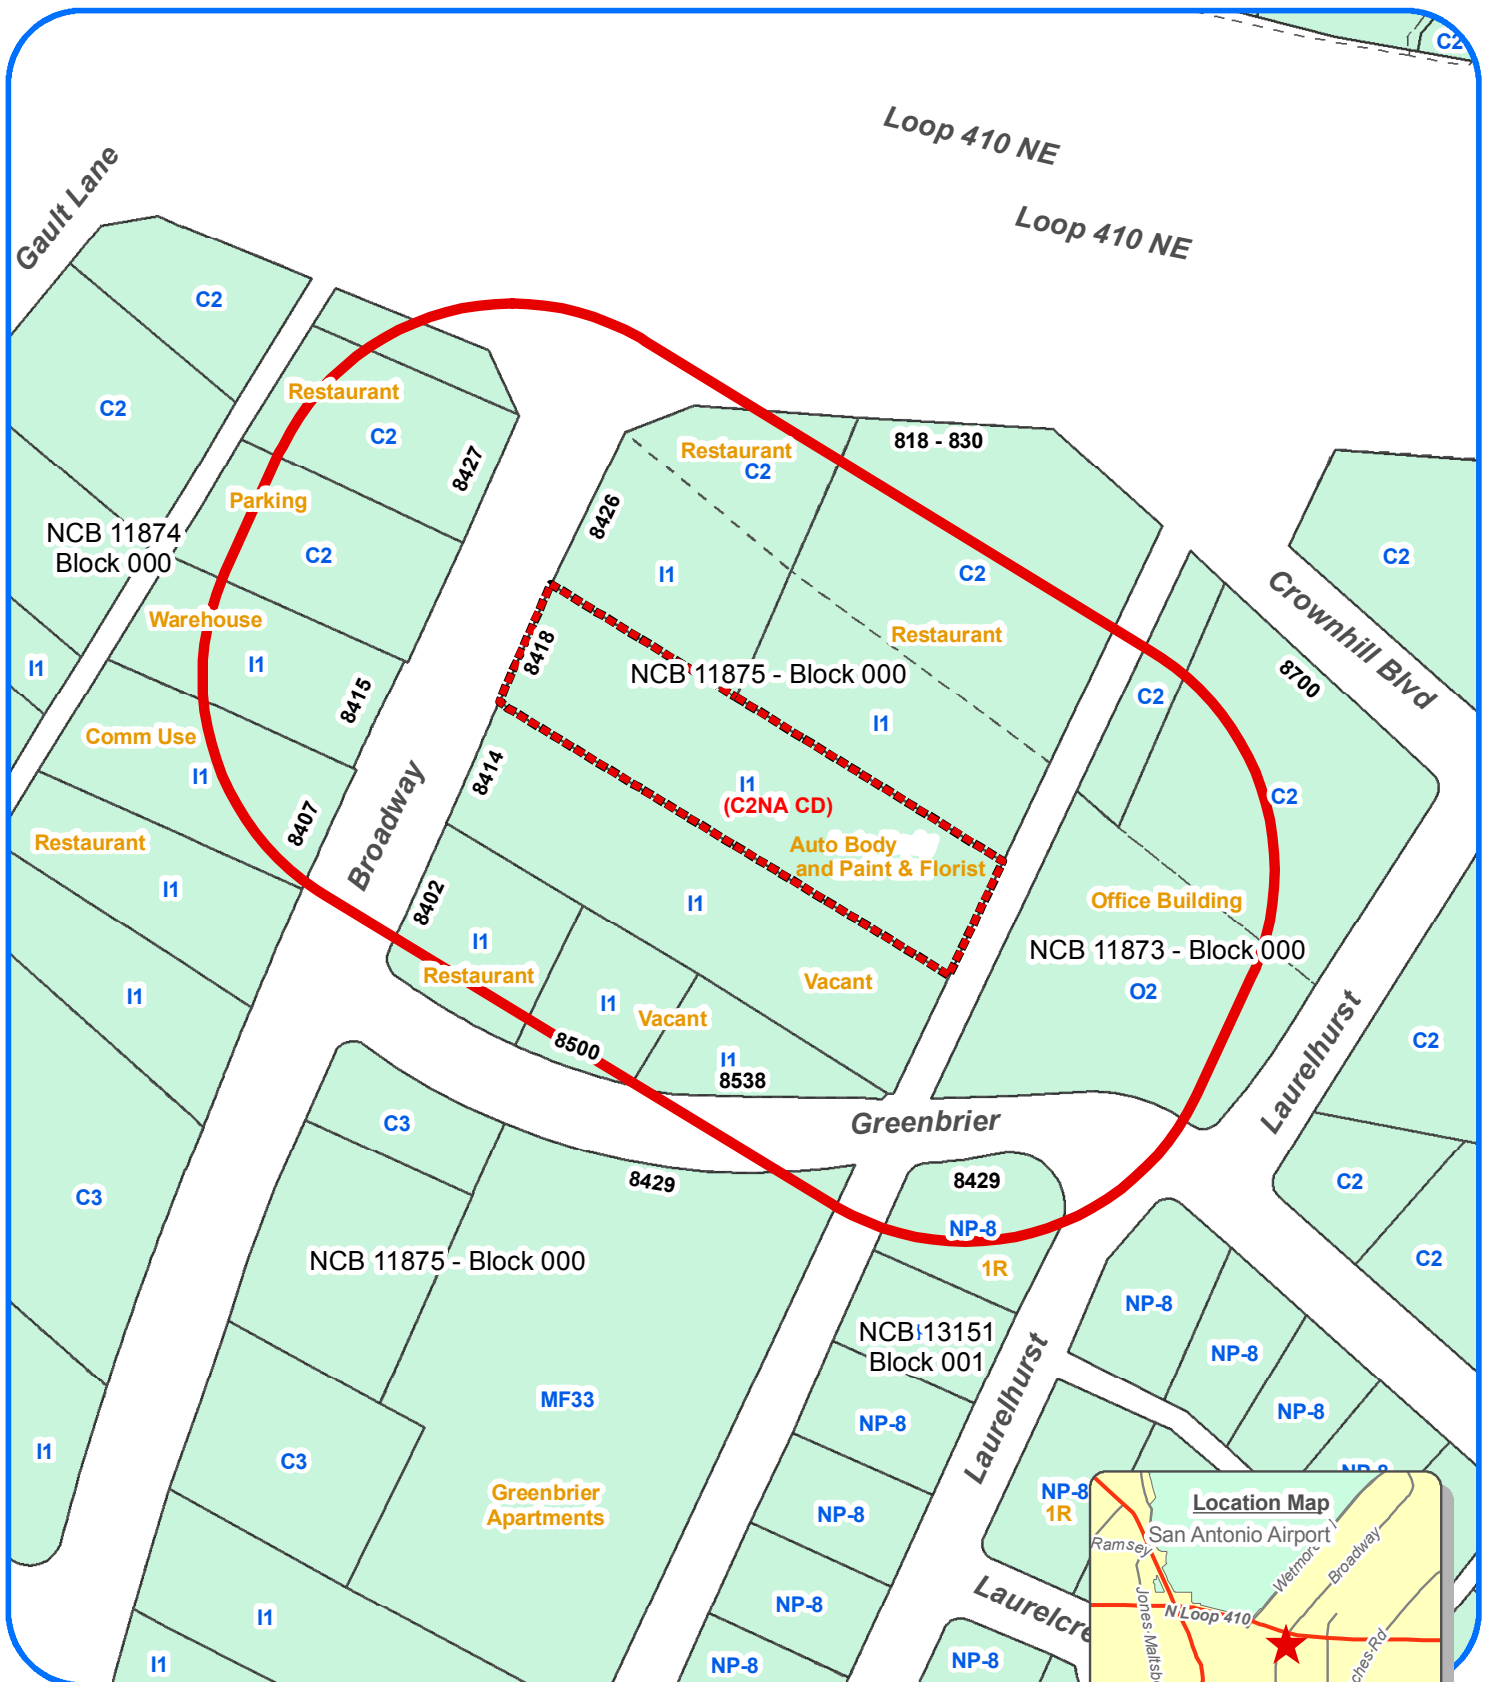 C2
Loop 410 NE
Loop 410 NE
Gault Lane
C2
C2
Restaurant
C2
8427
Parking
C2
NCB 11874
Block 000
Warehouse
I1
I1
8415
Comm Use
I1
8407
Restaurant
I1
Broadway
I1
C3
I1
Restaurant
C2
818 - 830
8426
I1
C2
Restaurant
8418
NCB 11875 - Block 000
I1
8414
I1
(C2NA CD)
Auto Body
and Paint & Florist
8402
I1
I1
Restaurant
Vacant
I1
Vacant
8500
I1
8538
C2
Crownhill Blvd
8700
C2
C2
Office Building
NCB 11873 - Block 000
O2
Laurelhurst
C2
Greenbrier
C3
8429
8429
NP-8
1R
C2
C2
NCB 11875 - Block 000
NP-8
NCB 13151
Block 001
NP-8
NP-8
MF33
NP-8
Laurelhurst
C3
NP-8
NP-8
1R
Greenbrier
Apartments
NP-8
NP-8
I1
I1
NP-8
NP-8
Location Map
San Antonio Airport
Ramsey
Wetmore
Broadway
N Loop 410